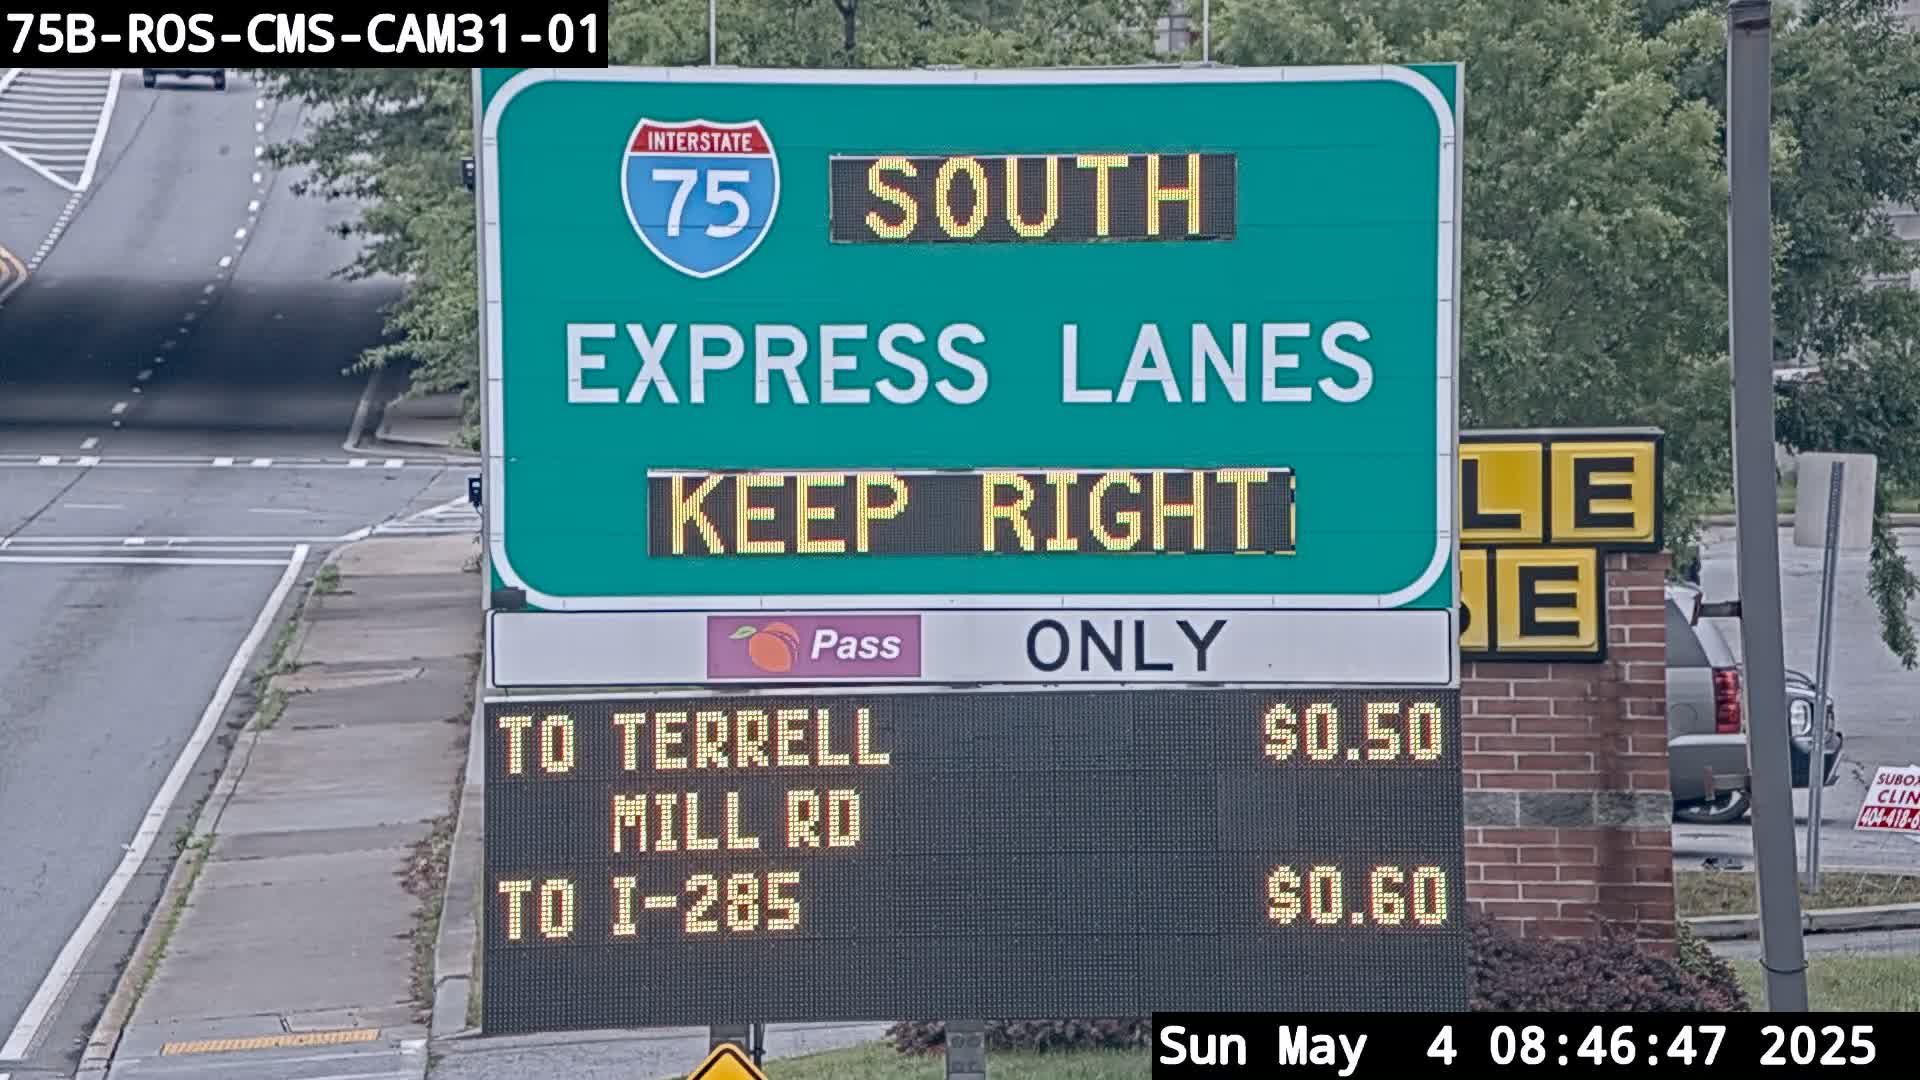 75B-ROS-CMS-CAM31-01
INTERSTATE
75
SOUTH
EXPRESS LANES
KEEP RIGHT
LE
E
Pass ONLY
TO TERRELL $0.50
MILL RD
TO I-285 $0.60
Sun May 4 08:46:47 2025